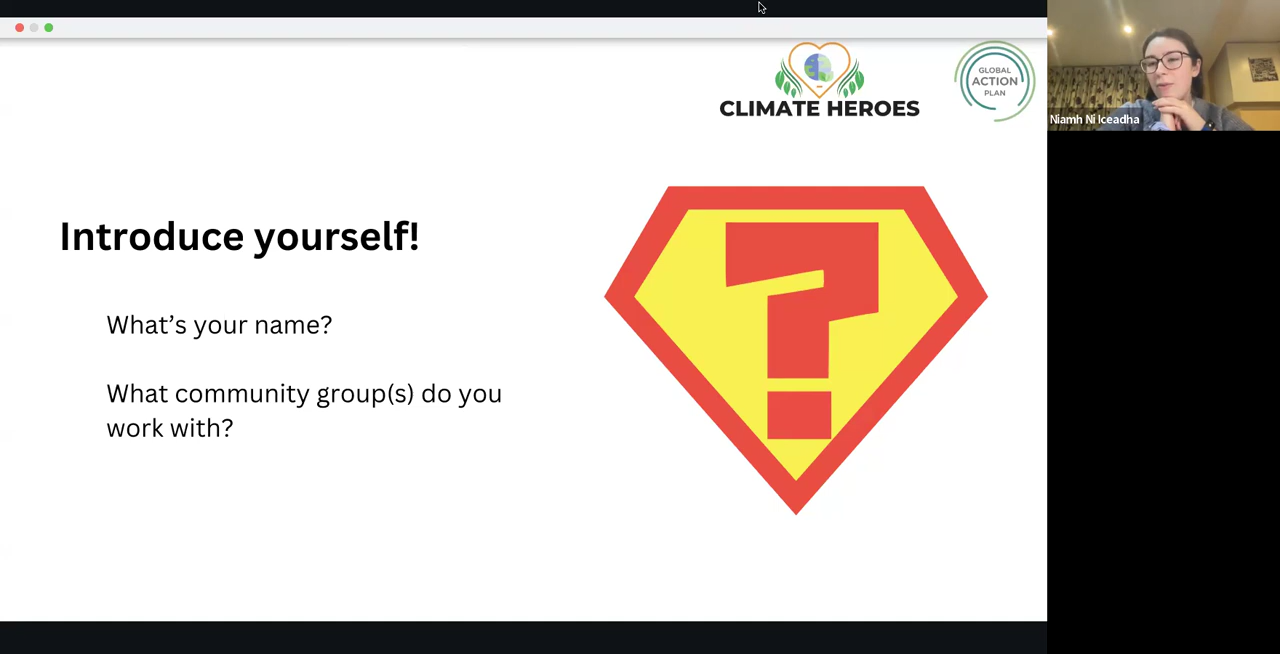 CLIMATE HEROES
GLOBAL
ACTION
PLAN
Niamh Ni Iceadha
Introduce yourself!
What’s your name?
What community group(s) do you
work with?
?